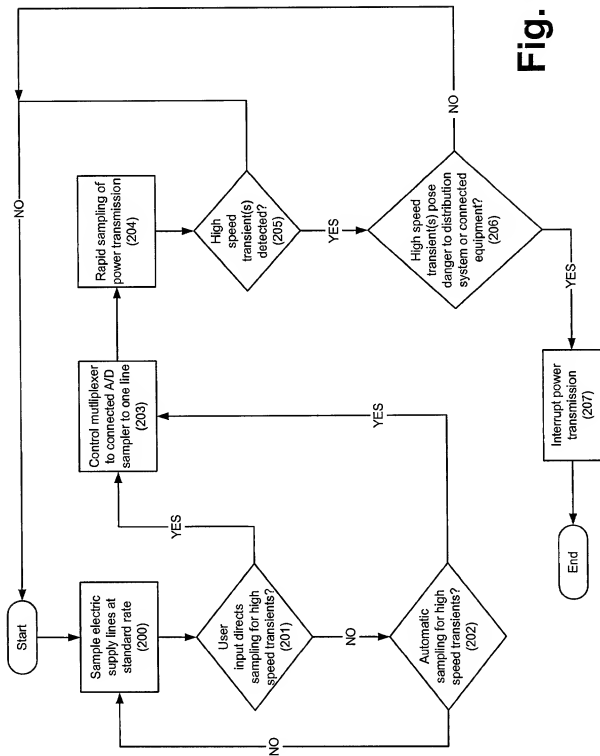 Start
Sample electric
supply lines at
standard rate
(200)
User
input directs
sampling for high
speed transients?
(201)
YES
NO
Automatic
sampling for high
speed transients?
(202)
NO
YES
Control mutliplexer
to connected A/D
sampler to one line
(203)
Rapid sampling of
power transmission
(204)
High
speed
transient(s)
detected?
(205)
NO
YES
High speed
transient(s) pose
danger to distribution
system or connected
equipment?
(206)
NO
YES
Interrupt power
transmission
(207)
End
Fig.